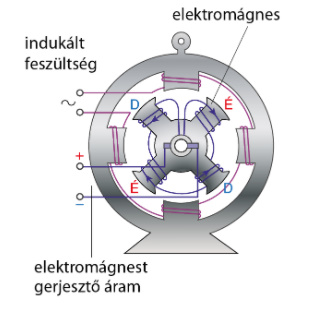 elektromágnes
indukált
feszültség
D
É
~
+
É
D
–
elektromágnest
gerjesztő áram